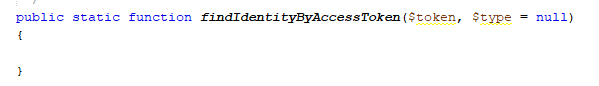 public static function findIdentityByAccessToken($token, $type = null)
{
}